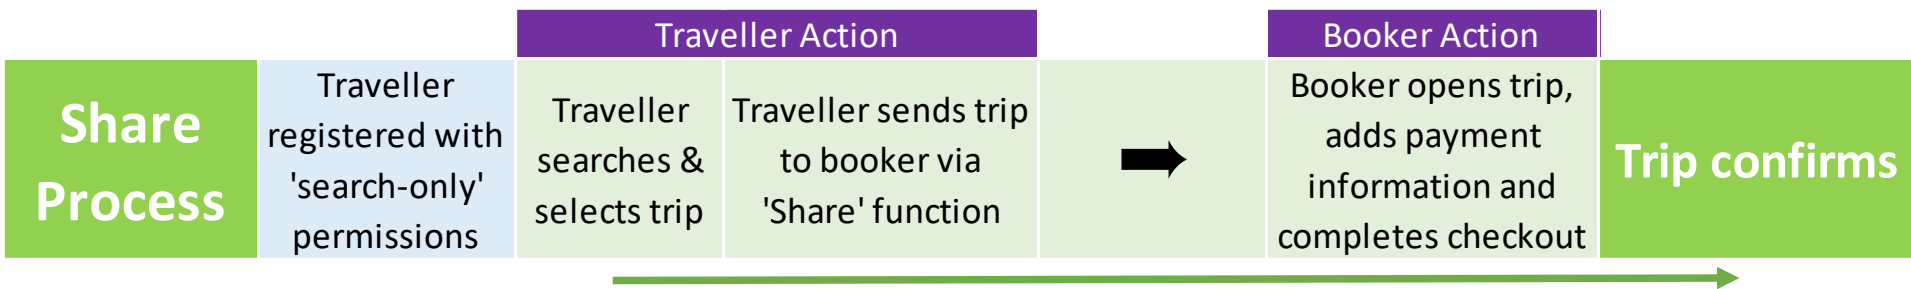 Traveller Action
Booker Action
Share
Process
Traveller
registered with
'search-only'
permissions
Traveller
searches &
selects trip
Traveller sends trip
to booker via
'Share' function
Booker opens trip,
adds payment
information and
completes checkout
Trip confirms